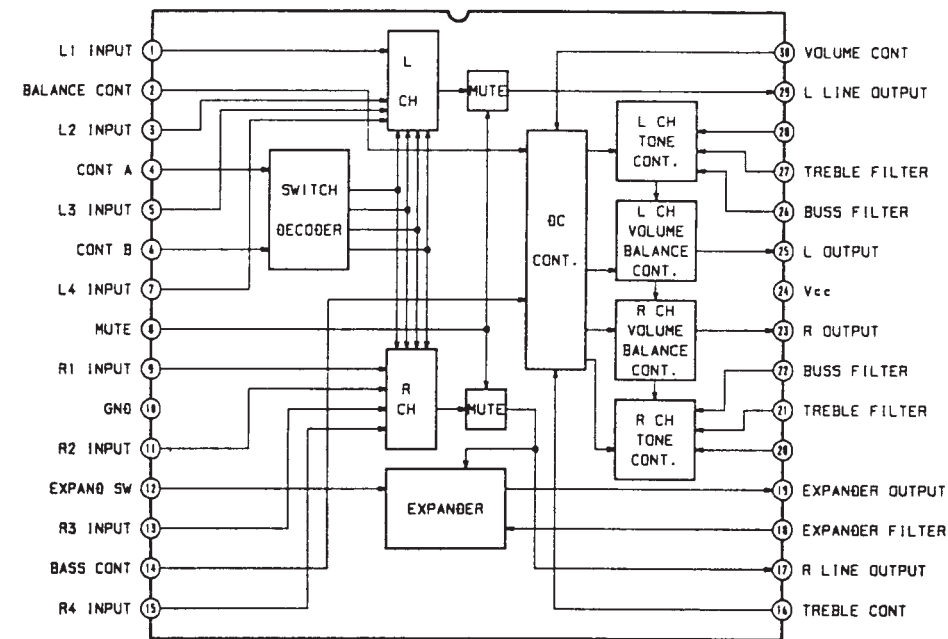 L1 INPUT 1
BALANCE CONT 2
L2 INPUT 3
CONT A 4
L3 INPUT 5
CONT B 6
L4 INPUT 7
MUTE 8
R1 INPUT 9
GND 10
R2 INPUT 11
EXPAND SW 12
R3 INPUT 13
BASS CONT 14
R4 INPUT 15
L
CH
MUTE
SWITCH
DECODER
R
CH
MUTE
EXPANDER
DC
CONT.
L CH
TONE
CONT.
L CH
VOLUME
BALANCE
CONT.
R CH
VOLUME
BALANCE
CONT.
R CH
TONE
CONT.
30 VOLUME CONT
29 L LINE OUTPUT
28
27 TREBLE FILTER
26 BUSS FILTER
25 L OUTPUT
24 Vcc
23 R OUTPUT
22 BUSS FILTER
21 TREBLE FILTER
20
19 EXPANDER OUTPUT
18 EXPANDER FILTER
17 R LINE OUTPUT
16 TREBLE CONT